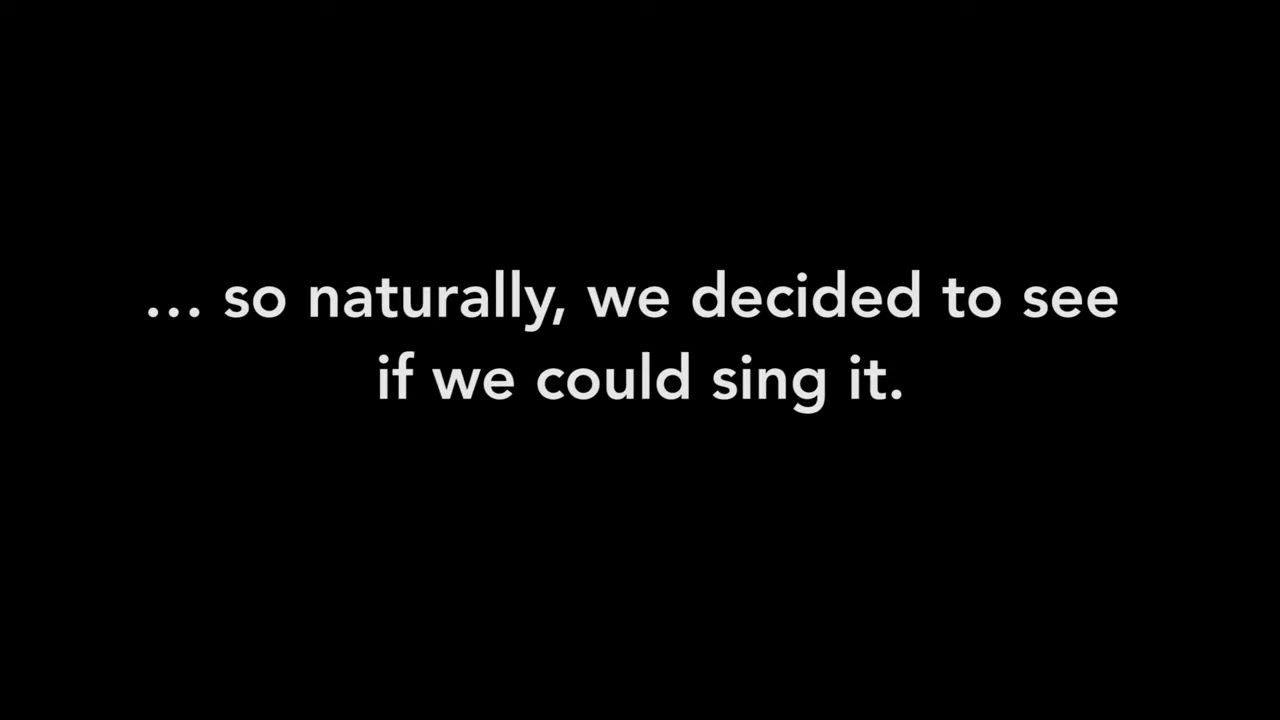 … so naturally, we decided to see
if we could sing it.